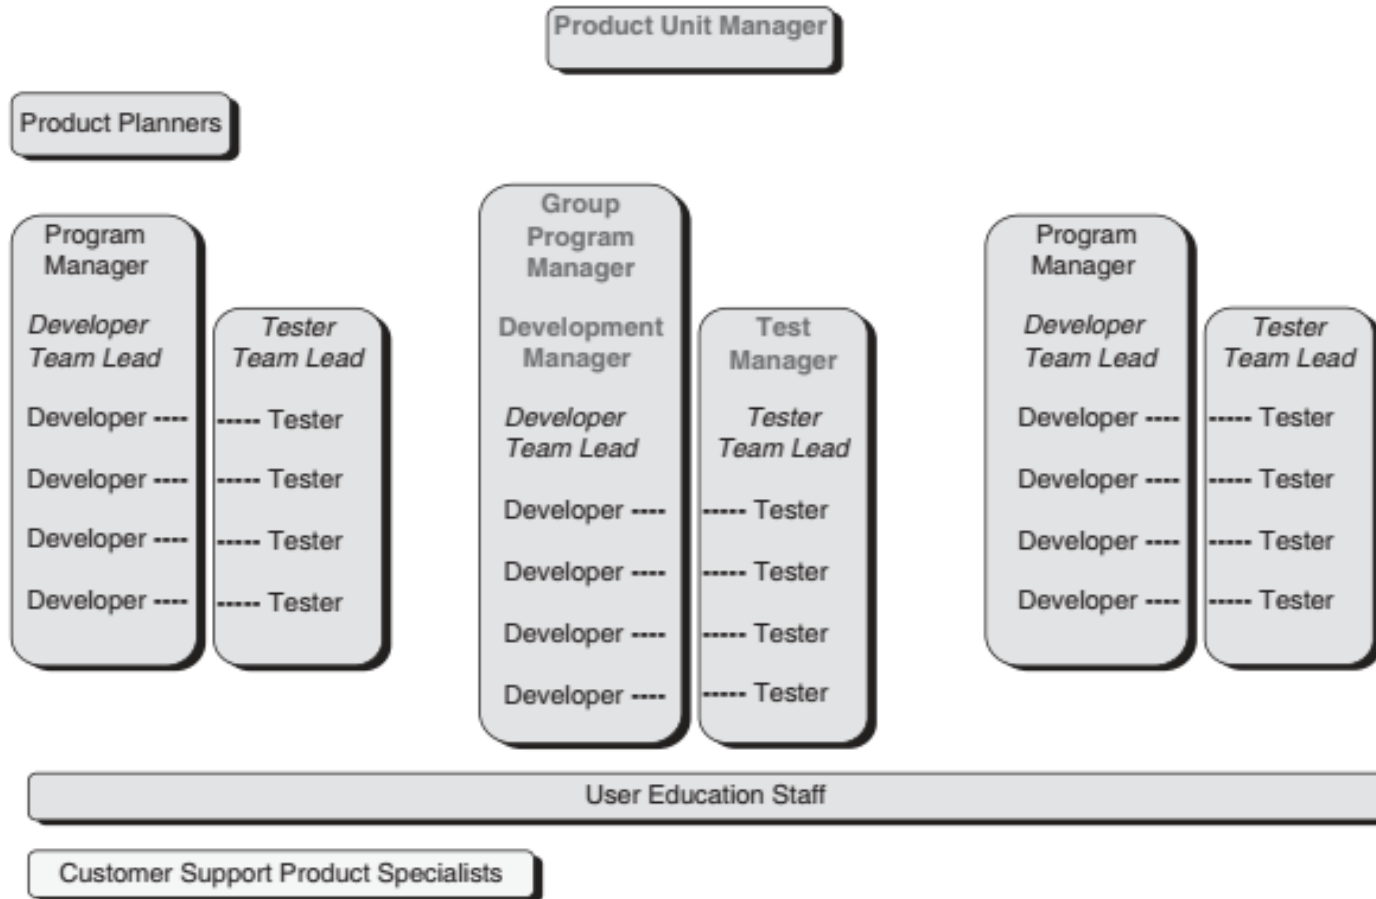 Product Unit Manager
Product Planners
Program
Manager
Developer
Team Lead
Developer ----
Developer ----
Developer ----
Developer ----
Tester
Team Lead
----- Tester
----- Tester
----- Tester
----- Tester
Group
Program
Manager
Development
Manager
Developer
Team Lead
Developer ----
Developer ----
Developer ----
Developer ----
Test
Manager
Tester
Team Lead
----- Tester
----- Tester
----- Tester
----- Tester
Program
Manager
Developer
Team Lead
Developer ----
Developer ----
Developer ----
Developer ----
Tester
Team Lead
----- Tester
----- Tester
----- Tester
----- Tester
User Education Staff
Customer Support Product Specialists